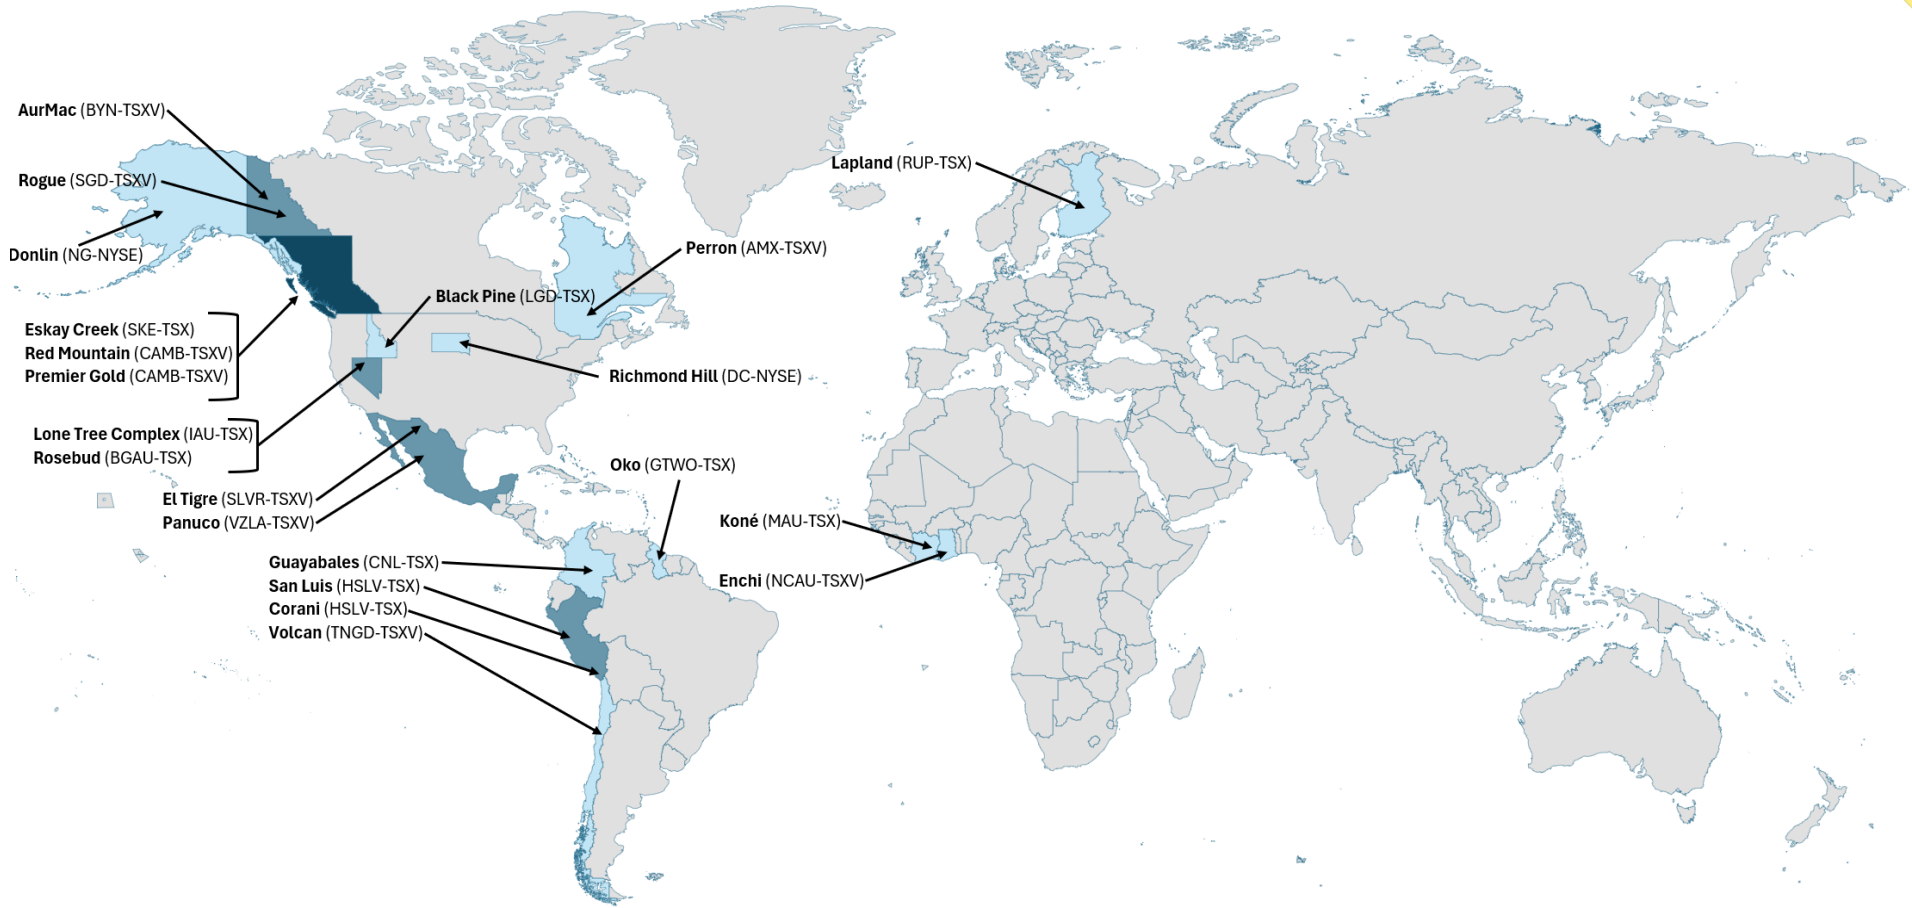 AurMac (BYN-TSXV)
Rogue (SGD-TSXV)
Donlin (NG-NYSE)
Eskay Creek (SKE-TSX)
Red Mountain (CAMB-TSXV)
Premier Gold (CAMB-TSXV)
Lone Tree Complex (IAU-TSX)
Rosebud (BGAU-TSX)
El Tigre (SLVR-TSXV)
Panuco (VZLA-TSXV)
Guayabales (CNL-TSX)
San Luis (HSLV-TSX)
Corani (HSLV-TSX)
Volcan (TNGD-TSXV)
Black Pine (LGD-TSX)
Perron (AMX-TSXV)
Richmond Hill (DC-NYSE)
Oko (GTWO-TSX)
Lapland (RUP-TSX)
Koné (MAU-TSX)
Enchi (NCAU-TSXV)